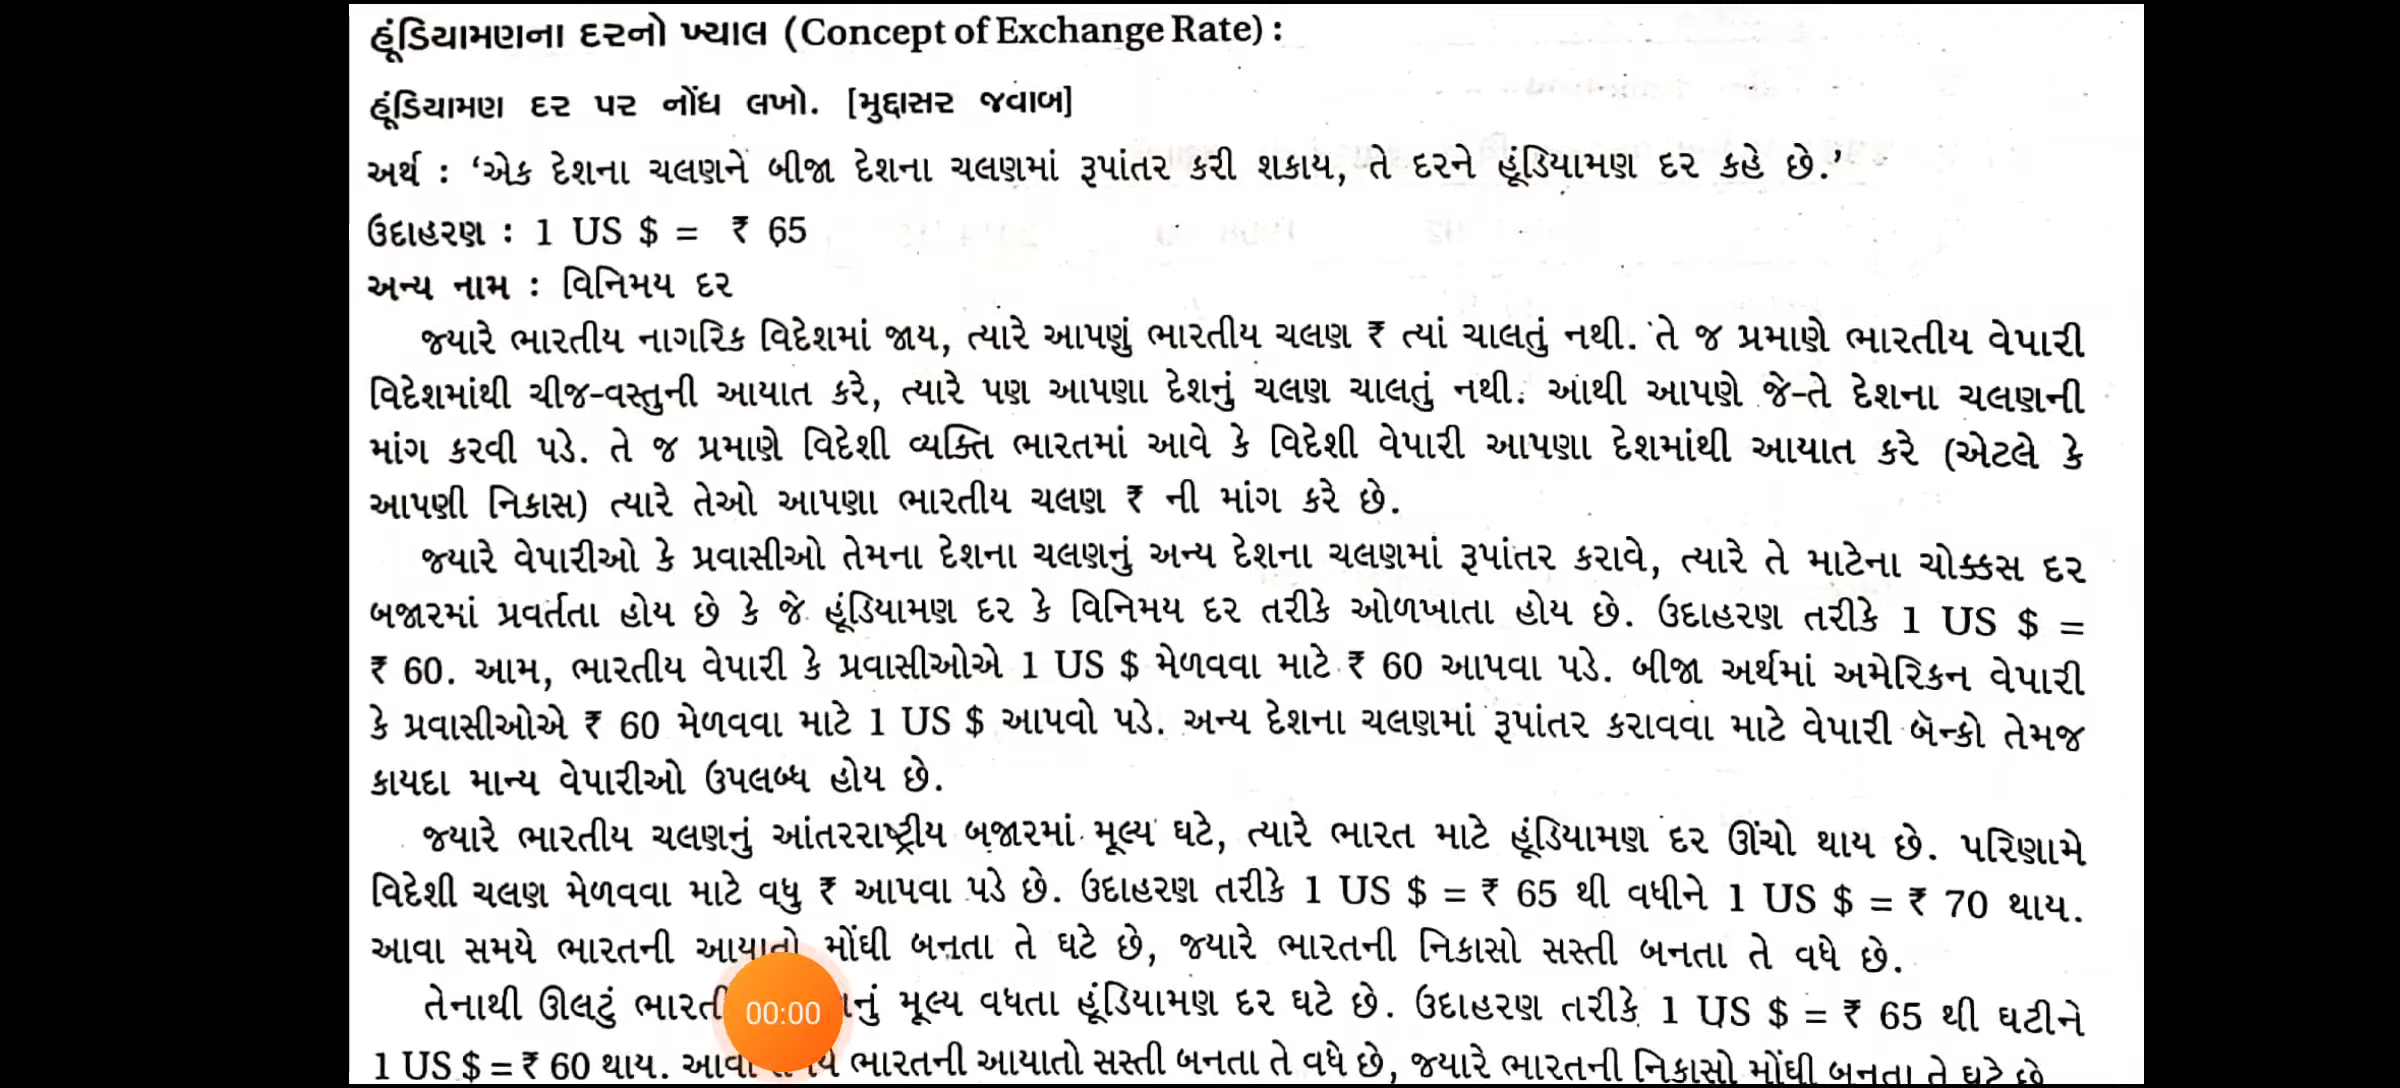 હૂંડિયામણના દરનો ખ્યાલ (Concept of Exchange Rate) :
હૂંડિયામણ દર પર નોંધ લખો. [મુદ્દાસર જવાબ]
અર્થ : ‘એક દેશના ચલણને બીજા દેશના ચલણમાં રૂપાંતર કરી શકાય, તે દરને હૂંડિયામણ દર કહે છે.’
ઉદાહરણ : 1 US $ = ₹ 65
અન્ય નામ : વિનિમય દર
જ્યારે ભારતીય નાગરિક વિદેશમાં જાય, ત્યારે આપણું ભારતીય ચલણ ₹ ત્યાં ચાલતું નથી. તે જ પ્રમાણે ભારતીય વેપારી
વિદેશમાંથી ચીજ-વસ્તુની આયાત કરે, ત્યારે પણ આપણા દેશનું ચલણ ચાલતું નથી. આથી આપણે જે-તે દેશના ચલણની
માંગ કરવી પડે. તે જ પ્રમાણે વિદેશી વ્યક્તિ ભારતમાં આવે કે વિદેશી વેપારી આપણા દેશમાંથી આયાત કરે (એટલે કે
આપણી નિકાસ) ત્યારે તેઓ આપણા ભારતીય ચલણ ₹ ની માંગ કરે છે.
જ્યારે વેપારીઓ કે પ્રવાસીઓ તેમના દેશના ચલણનું અન્ય દેશના ચલણમાં રૂપાંતર કરાવે, ત્યારે તે માટેના ચોક્કસ દર
બજારમાં પ્રવર્તતા હોય છે કે જે હૂંડિયામણ દર કે વિનિમય દર તરીકે ઓળખાતા હોય છે. ઉદાહરણ તરીકે 1 US $ =
₹ 60. આમ, ભારતીય વેપારી કે પ્રવાસીઓએ 1 US $ મેળવવા માટે ₹ 60 આપવા પડે. બીજા અર્થમાં અમેરિકન વેપારી
કે પ્રવાસીઓએ ₹ 60 મેળવવા માટે 1 US $ આપવો પડે. અન્ય દેશના ચલણમાં રૂપાંતર કરાવવા માટે વેપારી બૅન્કો તેમજ
કાયદા માન્ય વેપારીઓ ઉપલબ્ધ હોય છે.
જ્યારે ભારતીય ચલણનું આંતરરાષ્ટ્રીય બજારમાં મૂલ્ય ઘટે, ત્યારે ભારત માટે હૂંડિયામણ દર ઊંચો થાય છે. પરિણામે
વિદેશી ચલણ મેળવવા માટે વધુ ₹ આપવા પડે છે. ઉદાહરણ તરીકે 1 US $ = ₹ 65 થી વધીને 1 US $ = ₹ 70 થાય.
આવા સમયે ભારતની આયાતો મોંઘી બનતા તે ઘટે છે, જ્યારે ભારતની નિકાસો સસ્તી બનતા તે વધે છે.
તેનાથી ઊલટું 00:00 મૂલ્ય વધતા હૂંડિયામણ દર ઘટે છે. ઉદાહરણ તરીકે 1 US $ = ₹ 65 થી ઘટીને
1 US $ = ₹ 60 થાય. ભારતની આયાતો સસ્તી બનતા તે વધે છે, જ્યારે ભારતની નિકાસો મોંઘી બનતા તે ઘટે છે